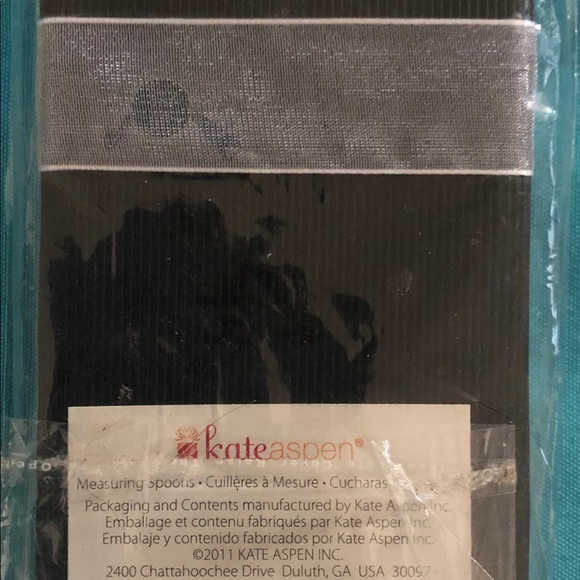 kateaspen®
Measuring Spoons • Cuillères à Mesure • Cucharas
Packaging and Contents manufactured by Kate Aspen Inc.
Emballage et contenu fabriqués par Kate Aspen Inc.
Embalaje y contenido fabricados por Kate Aspen Inc.
©2011 KATE ASPEN INC.
2400 Chattahoochee Drive Duluth, GA USA 30097